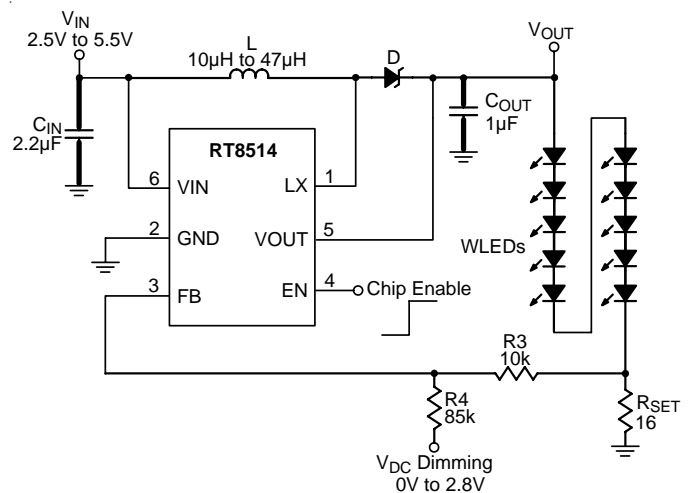 VIN
2.5V to 5.5V
L
10µH to 47µH
D
VOUT
CIN
2.2µF
COUT
1µF
RT8514
6
VIN
LX
1
2
GND
VOUT
5
WLEDs
3
FB
EN
4
Chip Enable
R3
10k
R4
85k
RSET
16
VDC Dimming
0V to 2.8V